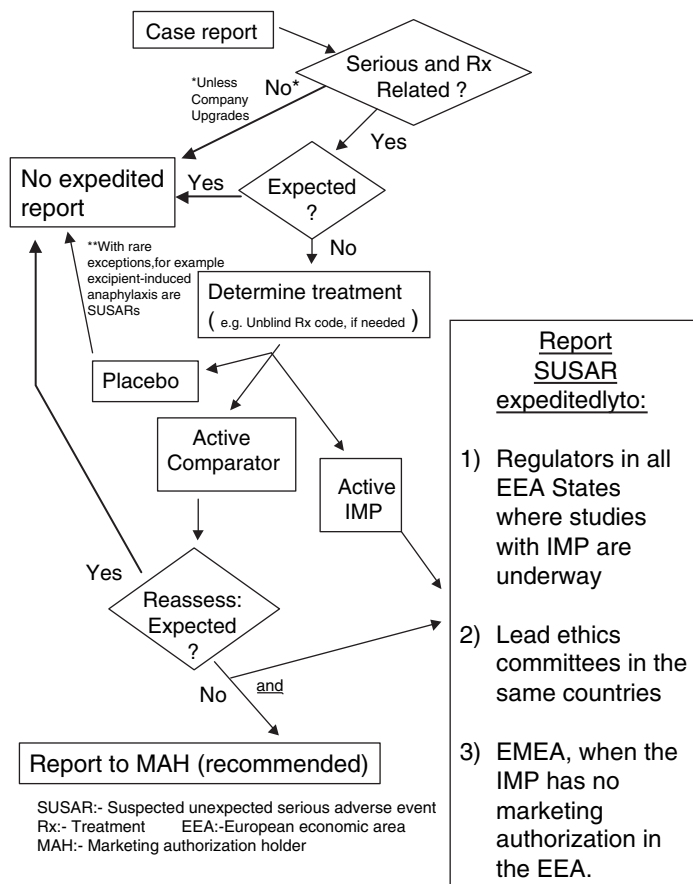 Case report
Serious and Rx
Related ?
*Unless
Company
Upgrades
No*
Yes
No expedited
report
Yes
Expected
?
No
**With rare
exceptions,for example
excipient-induced
anaphylaxis are
SUSARs
Determine treatment
( e.g. Unblind Rx code, if needed )
Placebo
Active
Comparator
Active
IMP
Yes
Reassess:
Expected
?
No
and
Report to MAH (recommended)
Report
SUSAR
expeditedlyto:
1) Regulators in all
EEA States
where studies
with IMP are
underway
2) Lead ethics
committees in the
same countries
3) EMEA, when the
IMP has no
marketing
authorization in
the EEA.
SUSAR:- Suspected unexpected serious adverse event
Rx:- Treatment EEA:-European economic area
MAH:- Marketing authorization holder